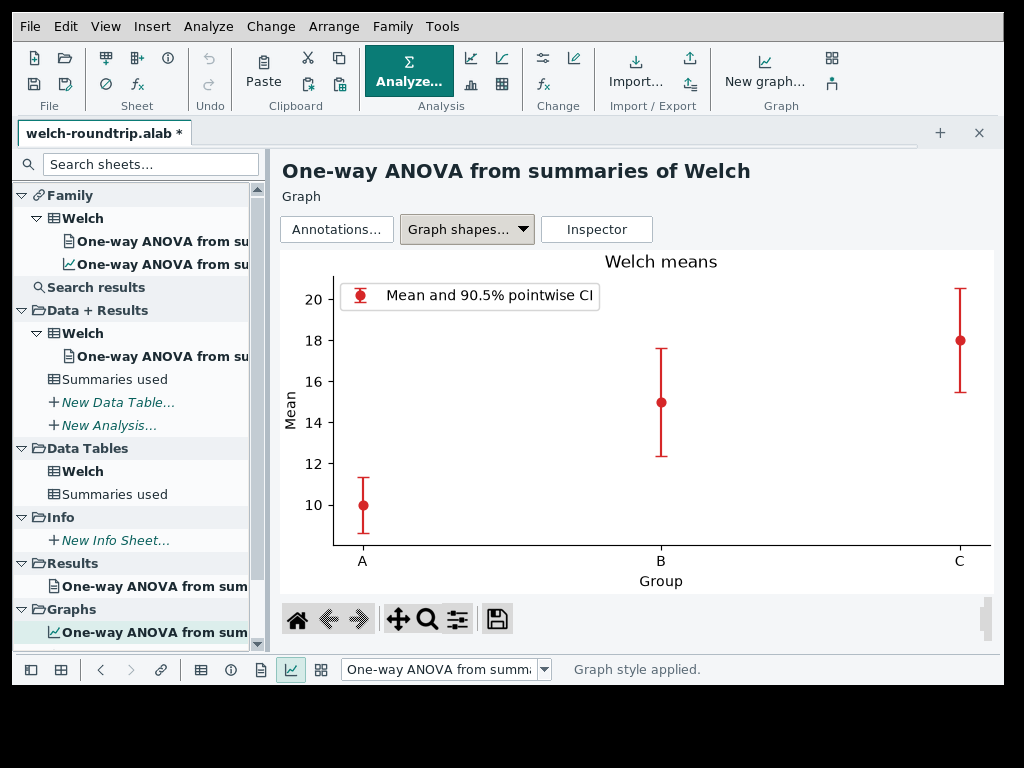 File Edit View Insert Analyze Change Arrange Family Tools
Paste
Σ
Analyze...
Import...
New graph...
File Sheet Undo Clipboard Analysis Change Import / Export Graph
welch-roundtrip.alab *
Search sheets...
Family
Welch
One-way ANOVA from su
One-way ANOVA from su
Search results
Data + Results
Welch
One-way ANOVA from su
Summaries used
New Data Table...
New Analysis...
Data Tables
Welch
Summaries used
Info
New Info Sheet...
Results
One-way ANOVA from sum
Graphs
One-way ANOVA from sum
One-way ANOVA from summaries of Welch
Graph
Annotations... Graph shapes... Inspector
Welch means
Mean and 90.5% pointwise CI
20
18
16
14
12
10
Mean
A B C
Group
One-way ANOVA from summa
Graph style applied.